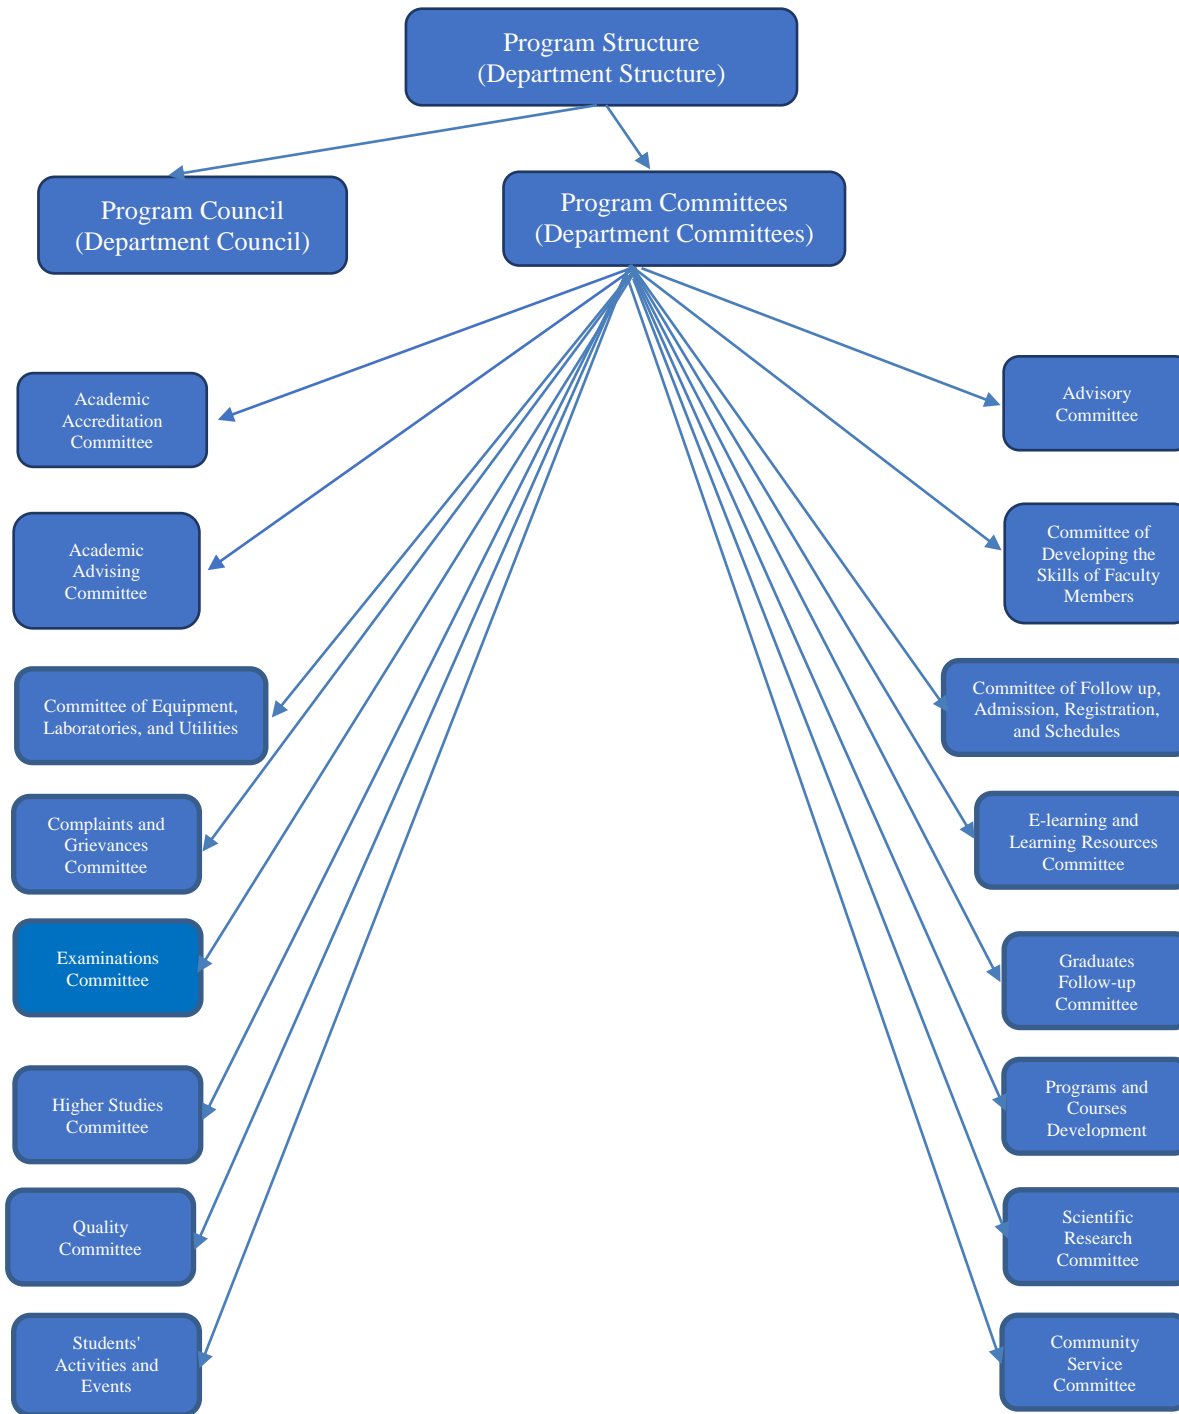 Program Structure
(Department Structure)
Program Council
(Department Council)
Program Committees
(Department Committees)
Academic
Accreditation
Committee
Advisory
Committee
Academic
Advising
Committee
Committee of
Developing the
Skills of Faculty
Members
Committee of Equipment,
Laboratories, and Utilities
Committee of Follow up,
Admission, Registration,
and Schedules
Complaints and
Grievances
Committee
E-learning and
Learning Resources
Committee
Examinations
Committee
Graduates
Follow-up
Committee
Higher Studies
Committee
Programs and
Courses
Development
Quality
Committee
Scientific
Research
Committee
Students'
Activities and
Events
Community
Service
Committee